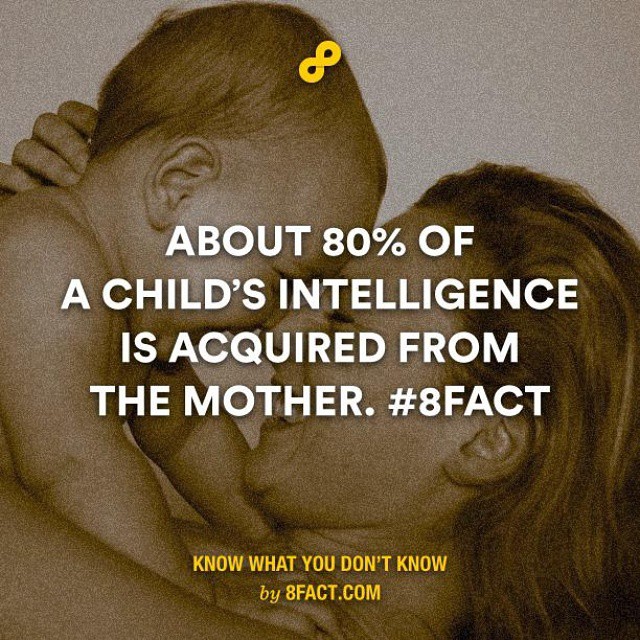 ABOUT 80% OF
A CHILD'S INTELLIGENCE
IS ACQUIRED FROM
THE MOTHER. #8FACT
KNOW WHAT YOU DON'T KNOW
by 8FACT.COM